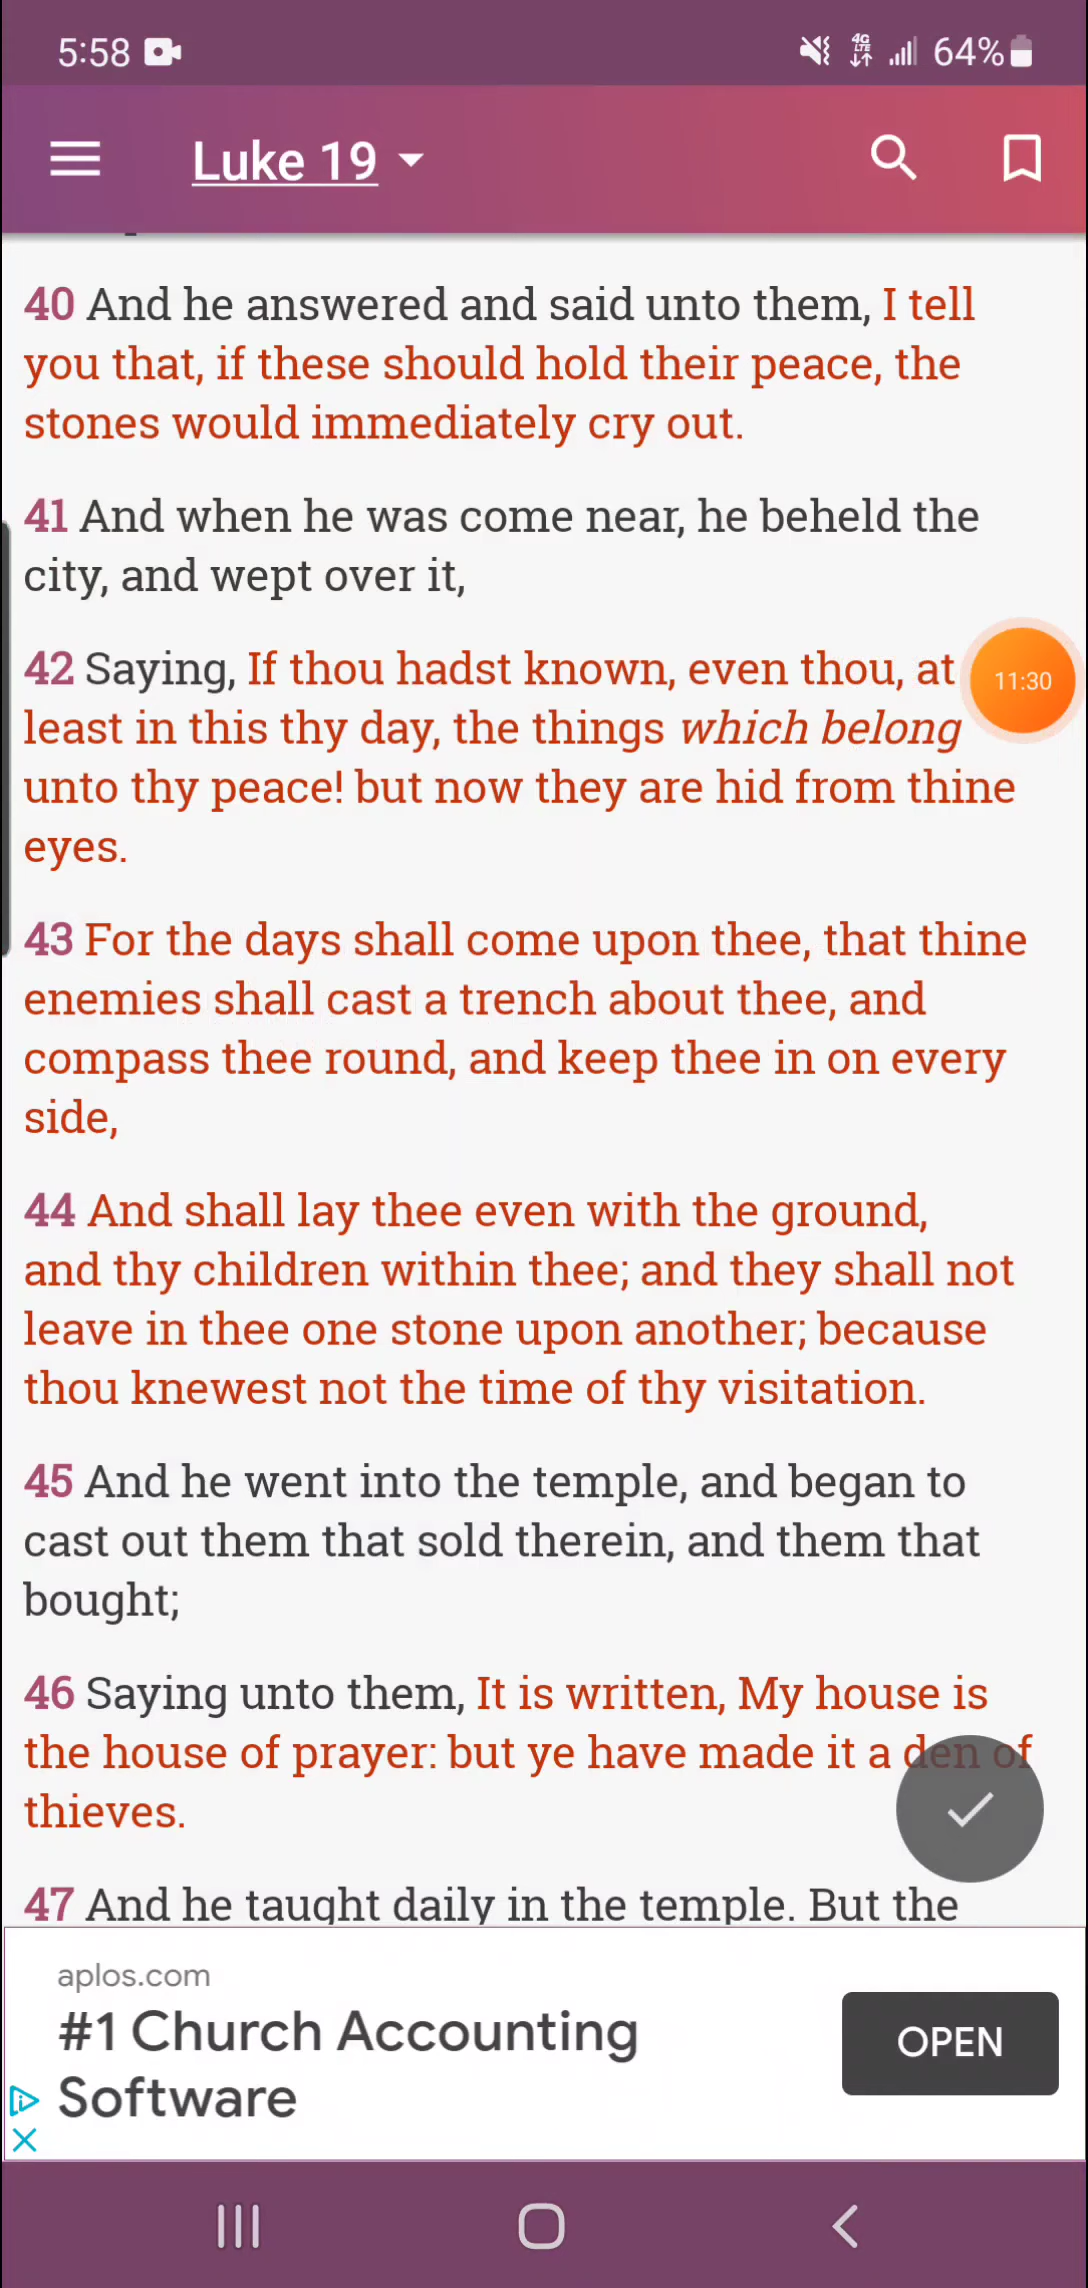 5:58
4G LTE 64%
Luke 19
40 And he answered and said unto them, I tell
you that, if these should hold their peace, the
stones would immediately cry out.
41 And when he was come near, he beheld the
city, and wept over it,
42 Saying, If thou hadst known, even thou, at
least in this thy day, the things which belong
unto thy peace! but now they are hid from thine
eyes.
11:30
43 For the days shall come upon thee, that thine
enemies shall cast a trench about thee, and
compass thee round, and keep thee in on every
side,
44 And shall lay thee even with the ground,
and thy children within thee; and they shall not
leave in thee one stone upon another; because
thou knewest not the time of thy visitation.
45 And he went into the temple, and began to
cast out them that sold therein, and them that
bought;
46 Saying unto them, It is written, My house is
the house of prayer: but ye have made it a den of
thieves.
47 And he taught daily in the temple. But the
aplos.com
#1 Church Accounting
Software
OPEN